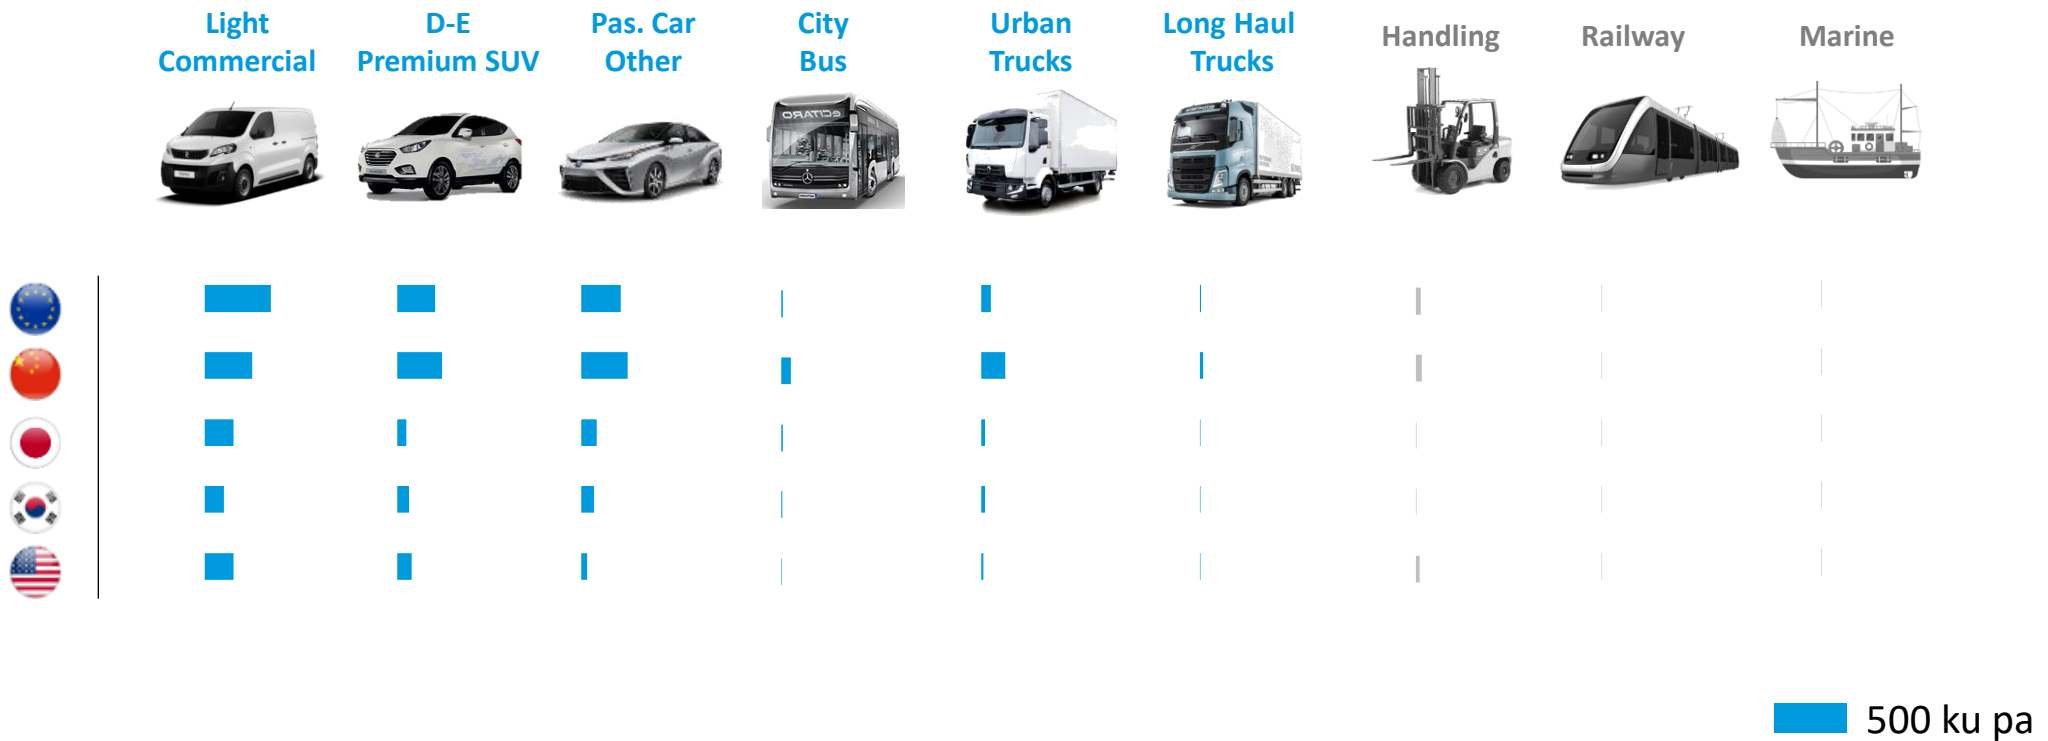 Light
Commercial
D-E
Premium SUV
Pas. Car
Other
City
Bus
Urban
Trucks
Long Haul
Trucks
Handling
Railway
Marine
500 ku pa